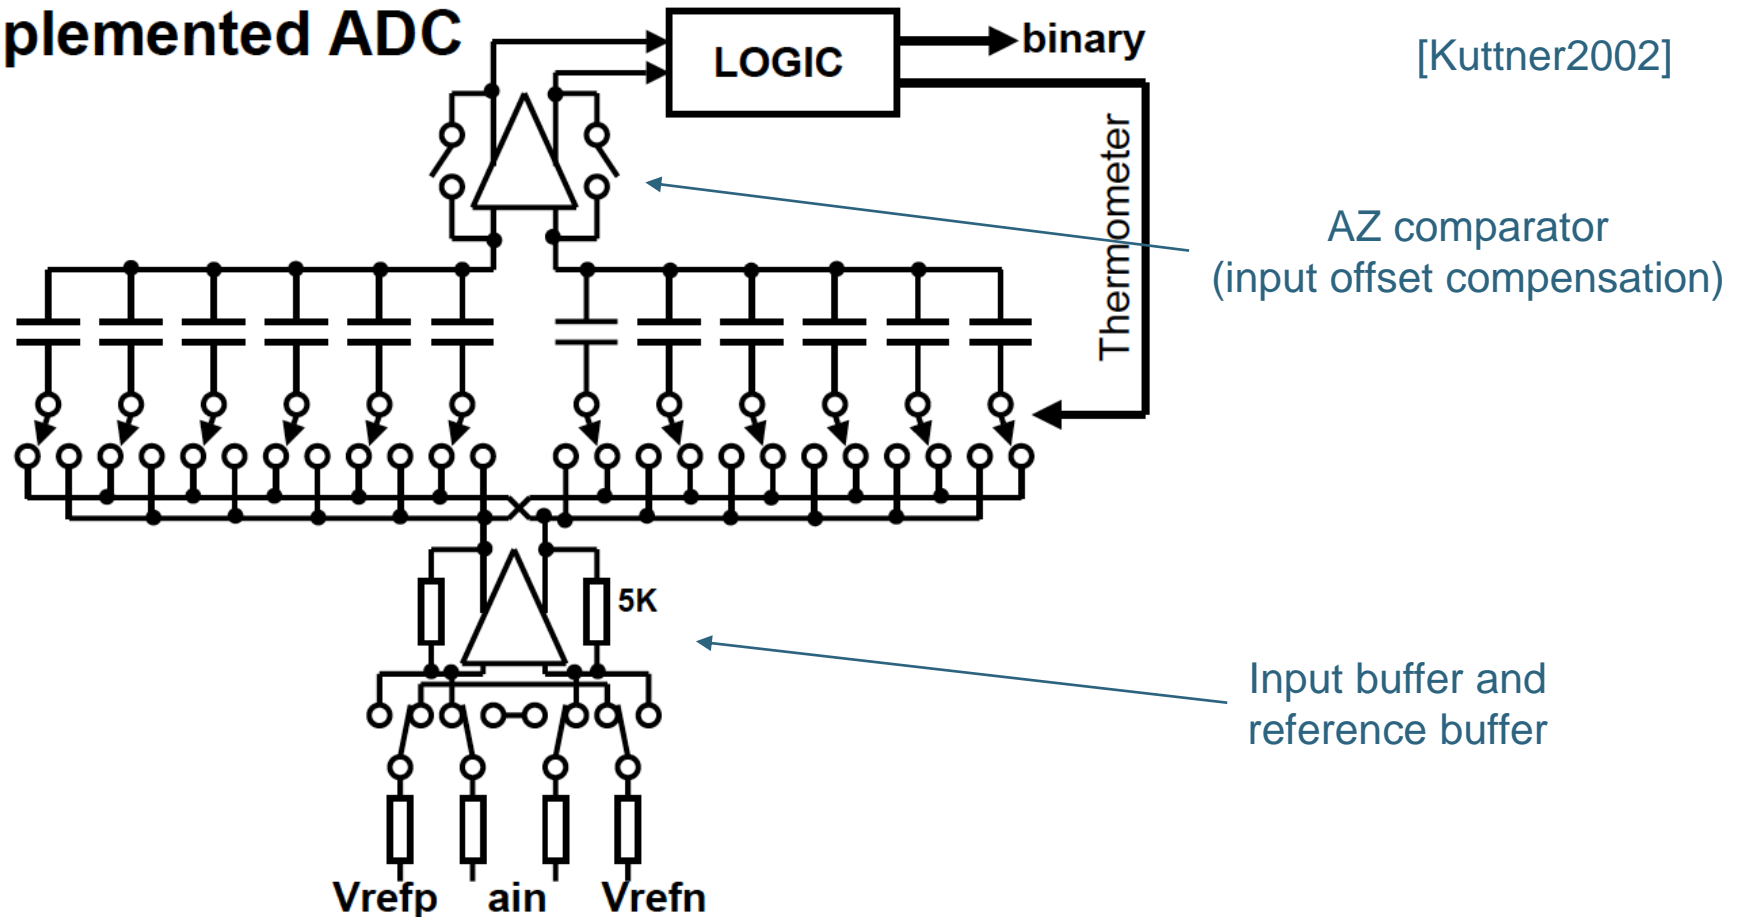 plemented ADC
LOGIC
binary
[Kuttner2002]
Thermometer
AZ comparator
(input offset compensation)
5K
Input buffer and
reference buffer
Vrefp ain Vrefn